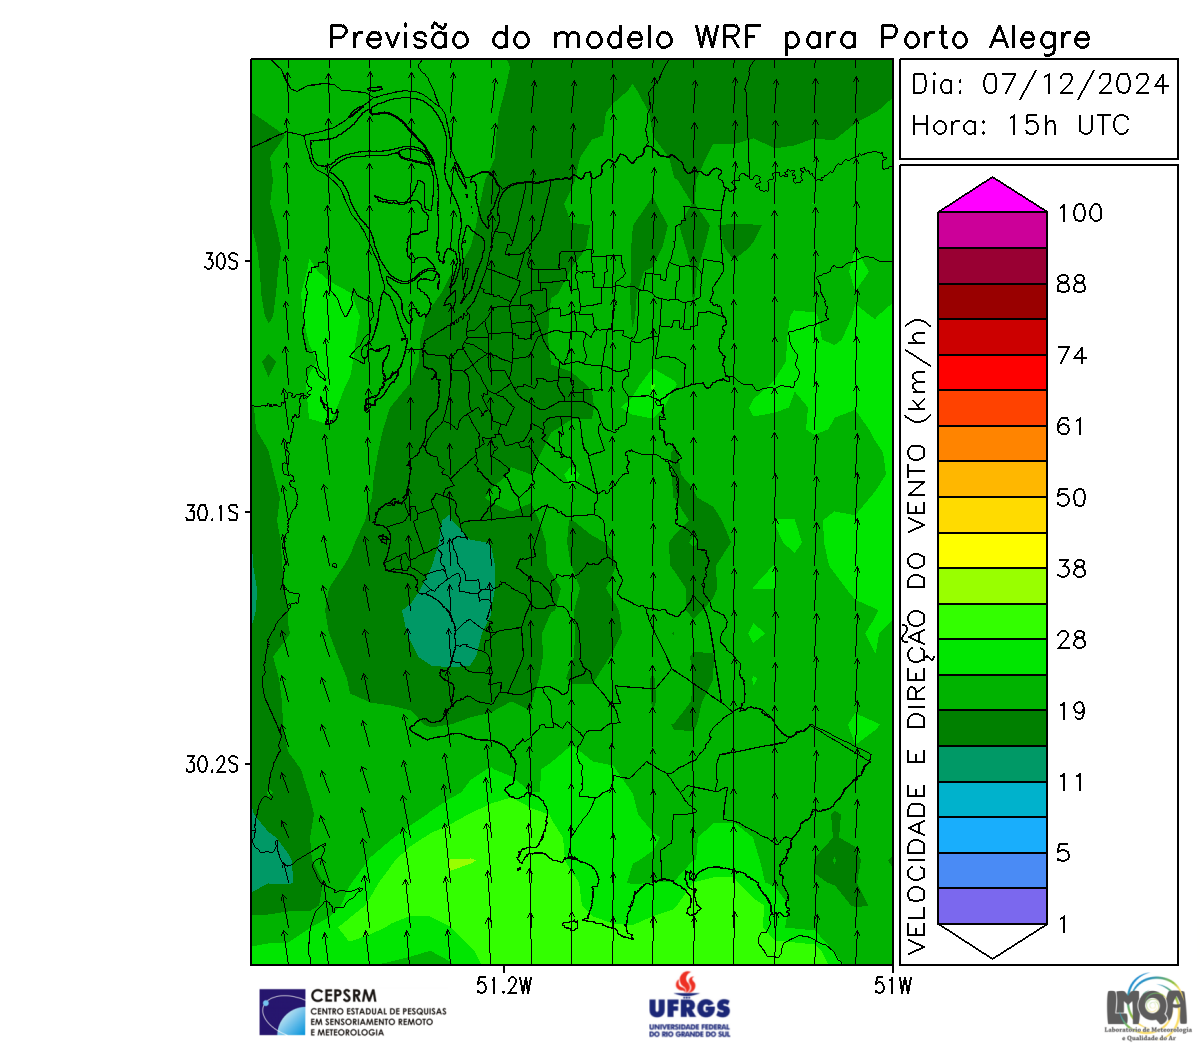 Previsão do modelo WRF para Porto Alegre
Dia: 07/12/2024
Hora: 15h UTC
100
88
74
61
50
38
28
19
11
5
1
VELOCIDADE E DIREÇÃO DO VENTO (km/h)
30S
30.1S
30.2S
51.2W
51W
CEPSRM
CENTRO ESTADUAL DE PESQUISAS
EM SENSORIAMENTO REMOTO
E METEOROLOGIA
UFRGS
UNIVERSIDADE FEDERAL
DO RIO GRANDE DO SUL
LMQA
Laboratório de Meteorologia
e Qualidade do Ar